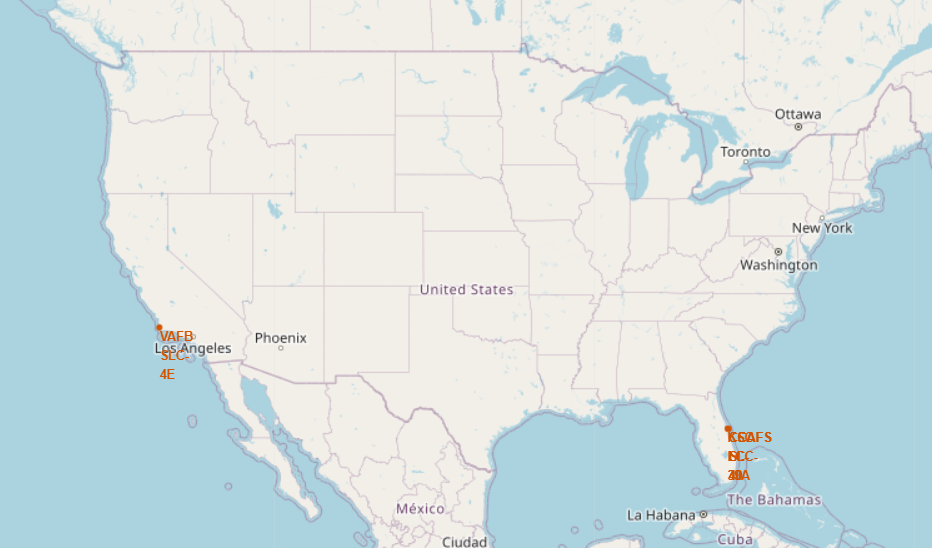 Ottawa
Toronto
New York
Washington
United States
VAFB
SLC-
4E
Los Angeles
Phoenix
The Bahamas
La Habana
México
Cuba
Ciudad